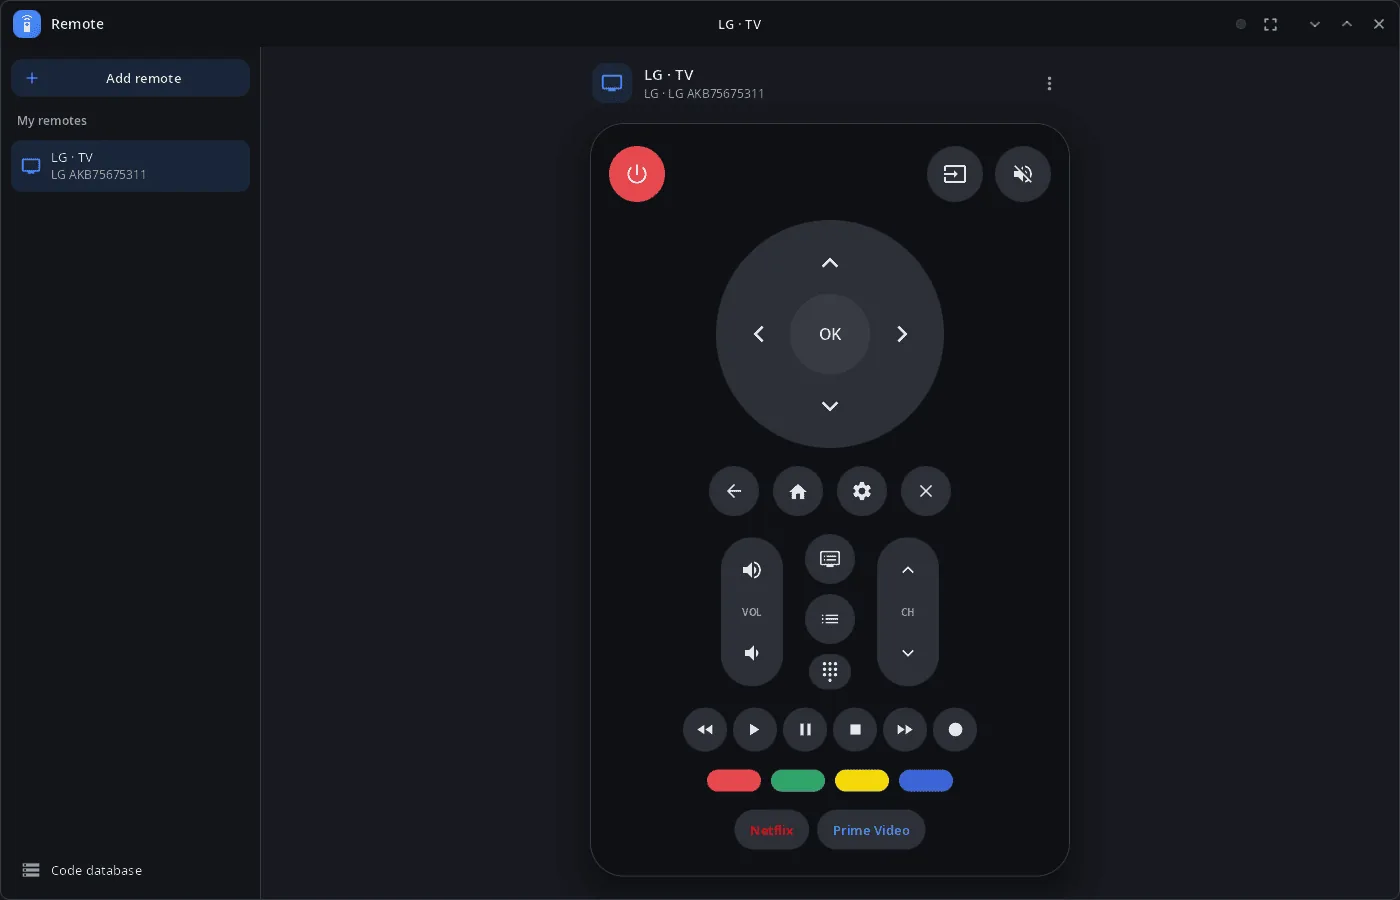 Remote
LG · TV
Add remote
My remotes
LG · TV
LG AKB75675311
LG · TV
LG · LG AKB75675311
OK
VOL
CH
Netflix
Prime Video
Code database